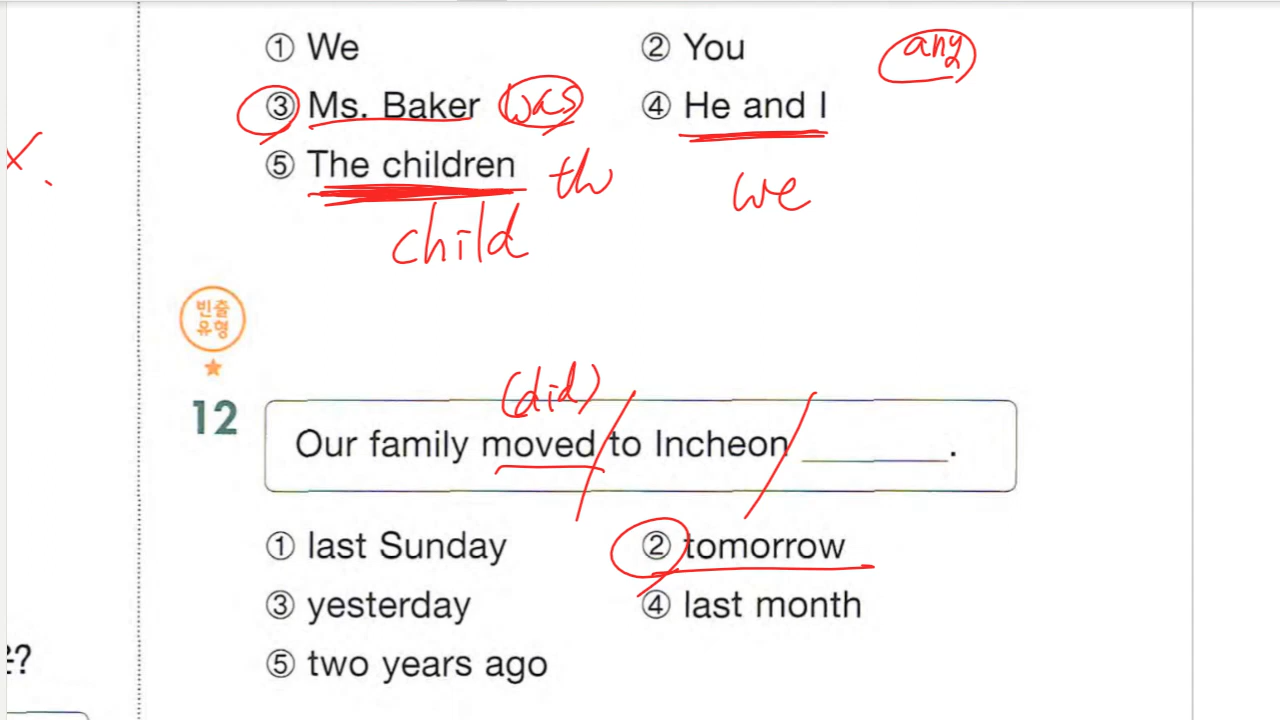 ① We ② You any
③ Ms. Baker was ④ He and I
⑤ The children th we
child
빈출
유형
(did)
12 Our family moved to Incheon ________.
① last Sunday ② tomorrow
③ yesterday ④ last month
⑤ two years ago